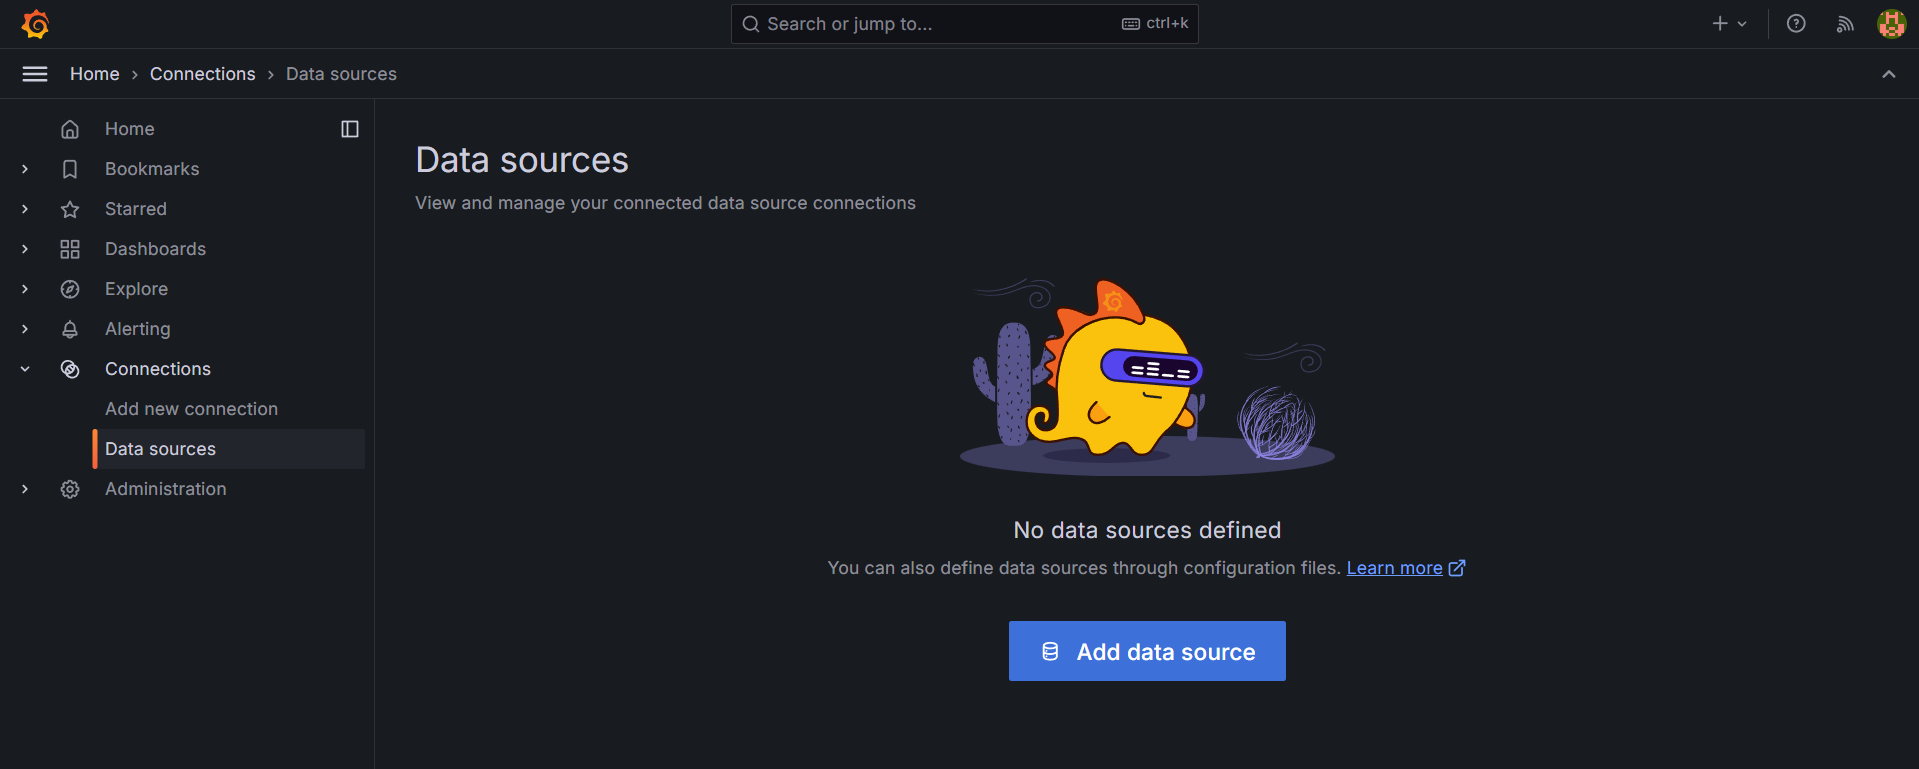 Search or jump to...
ctrl+k
Home
Connections
Data sources
Home
Bookmarks
Starred
Dashboards
Explore
Alerting
Connections
Add new connection
Data sources
Administration
Data sources
View and manage your connected data source connections
No data sources defined
You can also define data sources through configuration files. Learn more
Add data source